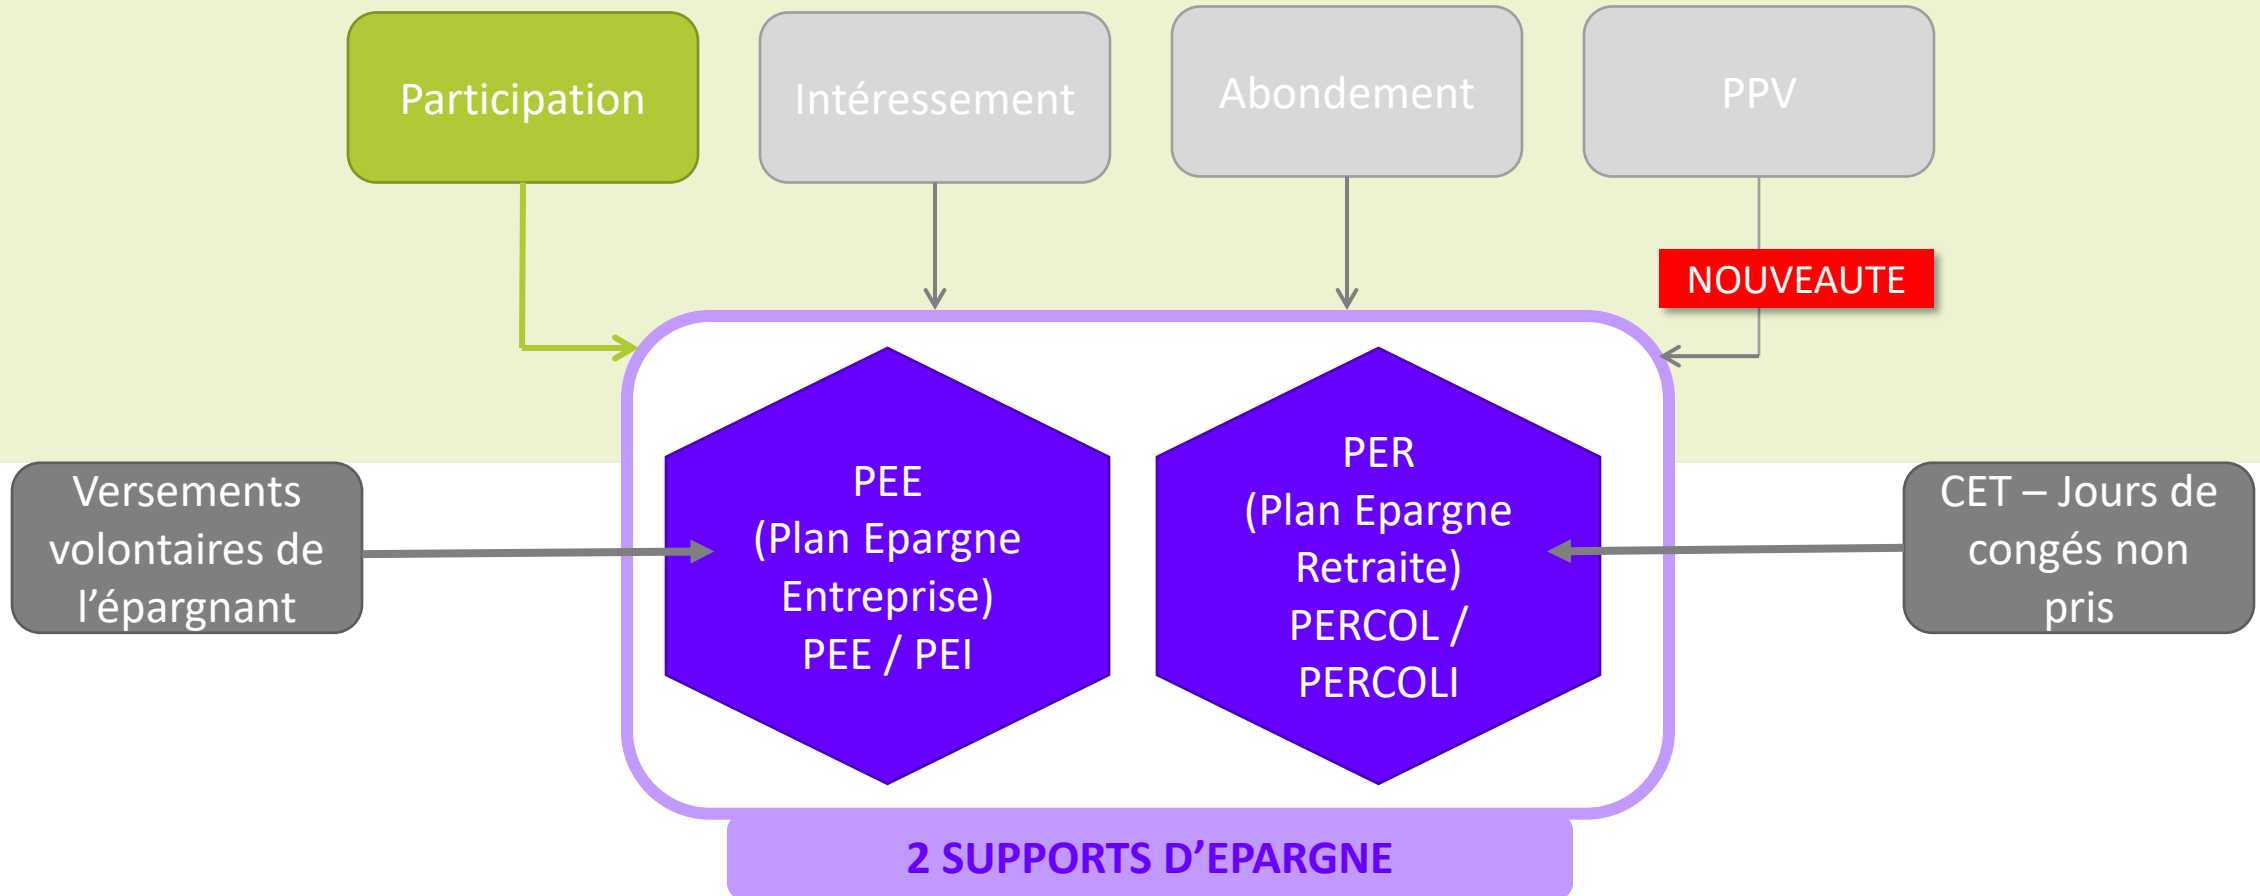 Participation
Intéressement
Abondement
PPV
NOUVEAUTE
Versements
volontaires de
l’épargnant
PEE
(Plan Epargne
Entreprise)
PEE / PEI
PER
(Plan Epargne
Retraite)
PERCOL /
PERCOLI
CET – Jours de
congés non
pris
2 SUPPORTS D’EPARGNE